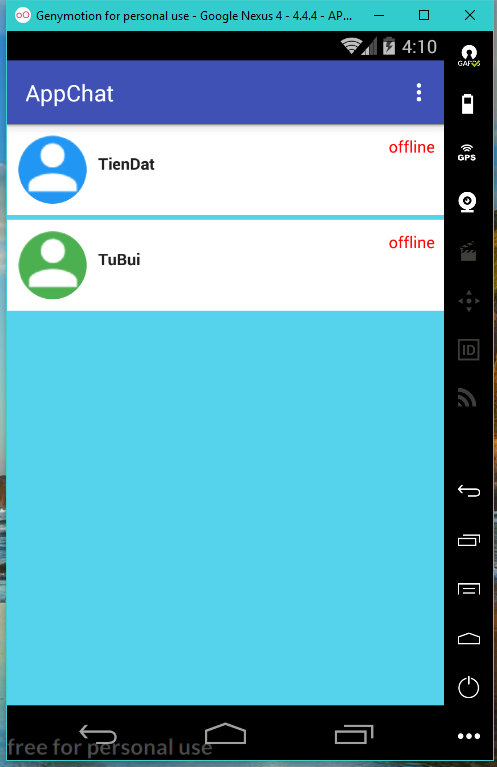 Genymotion for personal use - Google Nexus 4 - 4.4.4 - AP...
4:10
AppChat
offline
TienDat
offline
TuBui
GAPPS
GPS
ID
free for personal use